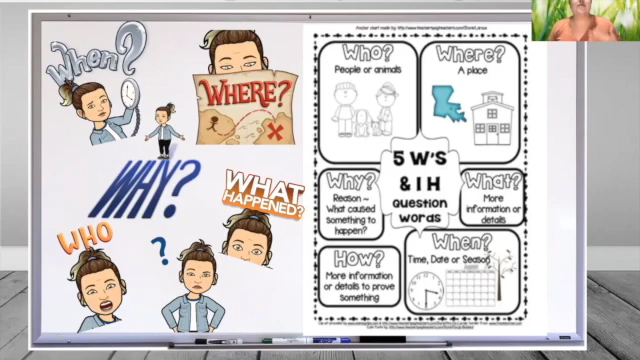 When?
WHERE?
WHY?
WHAT
HAPPENED?
WHO
?
Who?
People or animals
Where?
A place
5 W'S
& 1 H
question
words
Why?
Reason ~
What caused
something to
happen?
What?
More
information or
details
How?
More information
or details to prove
something
When?
Time, Date or Season